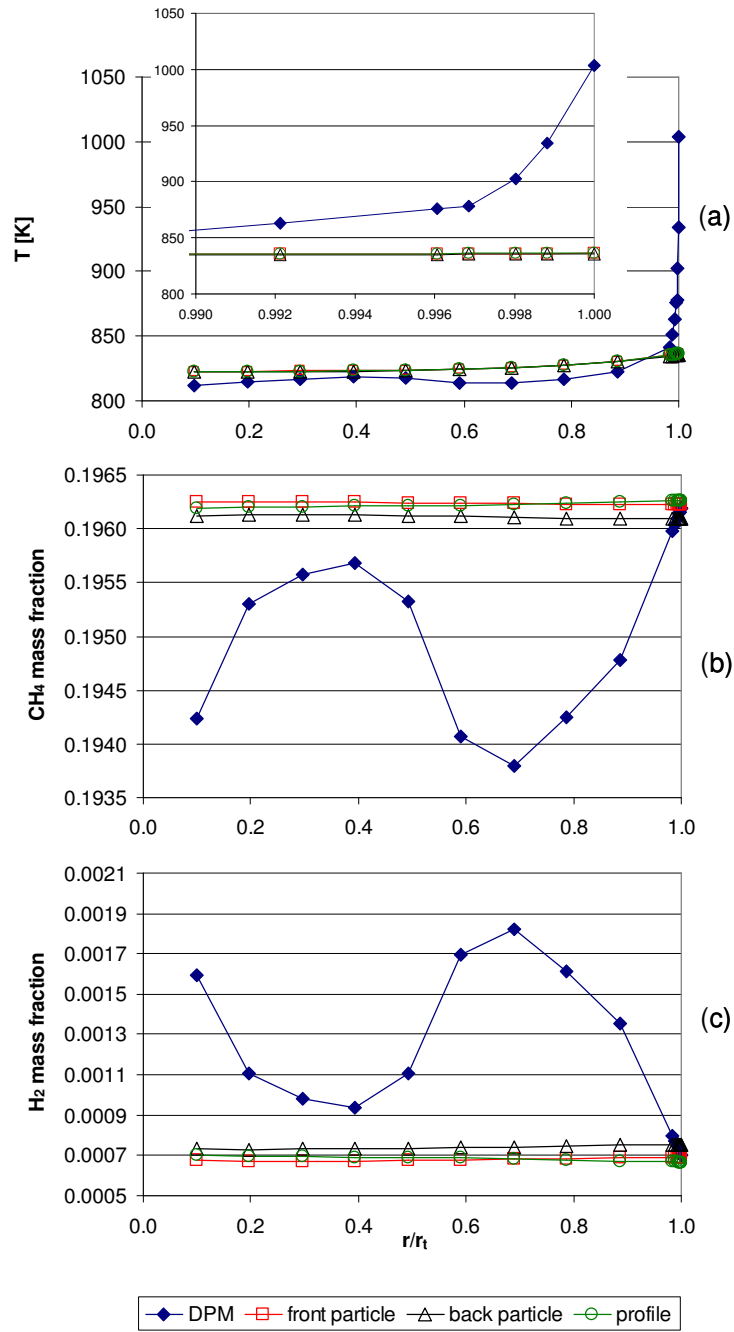 1050
1000
950
900
850
800
0.990 0.992 0.994 0.996 0.998 1.000
1050
1000
950
900
850
800
T [K]
(a)
0.0 0.2 0.4 0.6 0.8 1.0
0.1965
0.1960
0.1955
0.1950
0.1945
0.1940
0.1935
CH4 mass fraction
(b)
0.0 0.2 0.4 0.6 0.8 1.0
0.0021
0.0019
0.0017
0.0015
0.0013
0.0011
0.0009
0.0007
0.0005
H2 mass fraction
(c)
0.0 0.2 0.4 0.6 0.8 1.0
r/rt
DPM front particle back particle profile